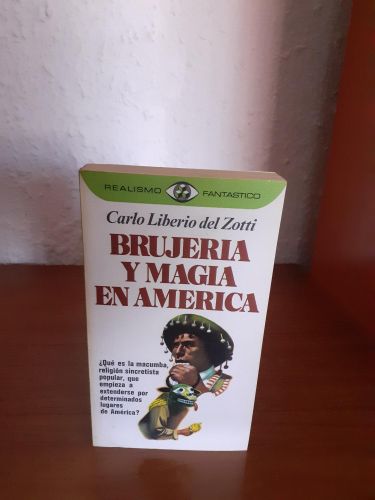 REALISMO FANTASTICO
Carlo Liberio del Zotti
BRUJERIA
Y MAGIA
EN AMERICA
¿Qué es la macumba,
religión sincretista
popular, que
empieza a
extenderse por
determinados
lugares
de América?